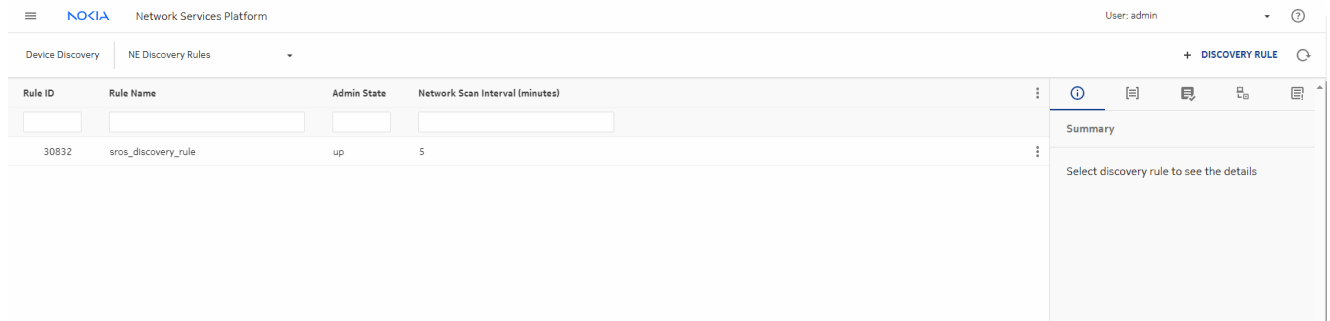 NOKIA Network Services Platform User: admin
Device Discovery NE Discovery Rules + DISCOVERY RULE
Rule ID Rule Name Admin State Network Scan Interval (minutes)
Summary
30832 sros_discovery_rule up 5
Select discovery rule to see the details